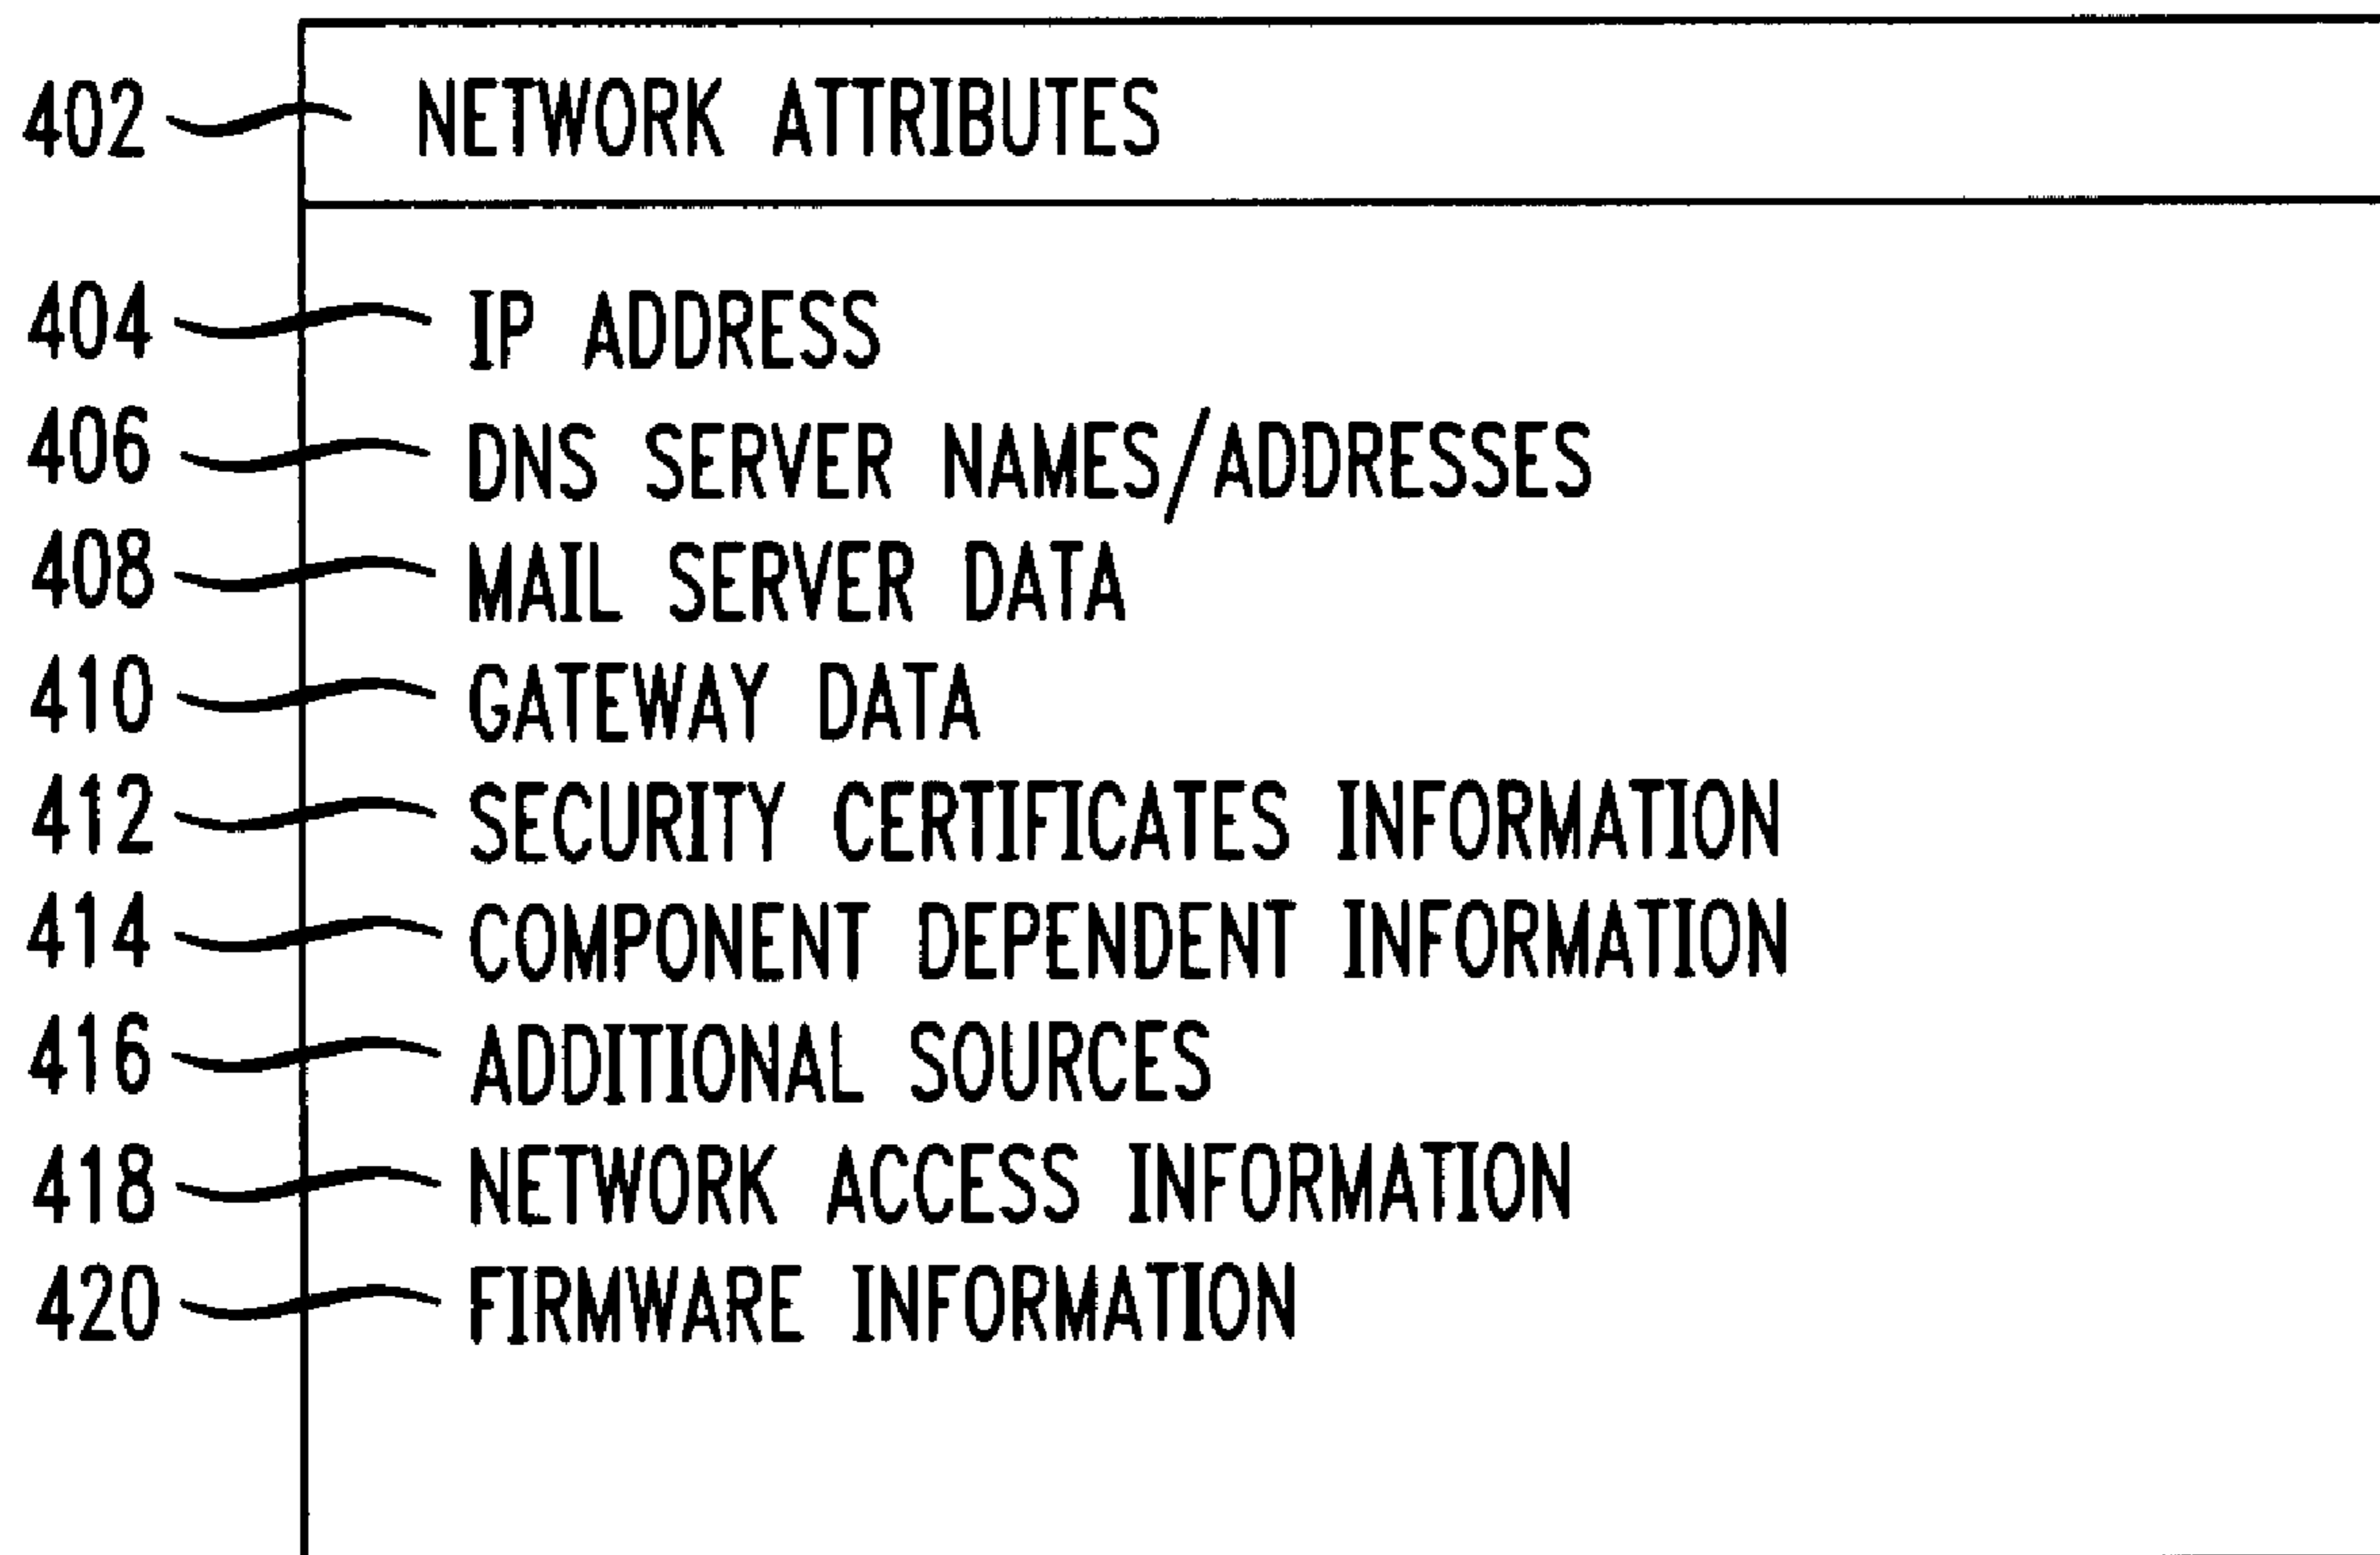 402 NETWORK ATTRIBUTES
404 IP ADDRESS
406 DNS SERVER NAMES/ADDRESSES
408 MAIL SERVER DATA
410 GATEWAY DATA
412 SECURITY CERTIFICATES INFORMATION
414 COMPONENT DEPENDENT INFORMATION
416 ADDITIONAL SOURCES
418 NETWORK ACCESS INFORMATION
420 FIRMWARE INFORMATION